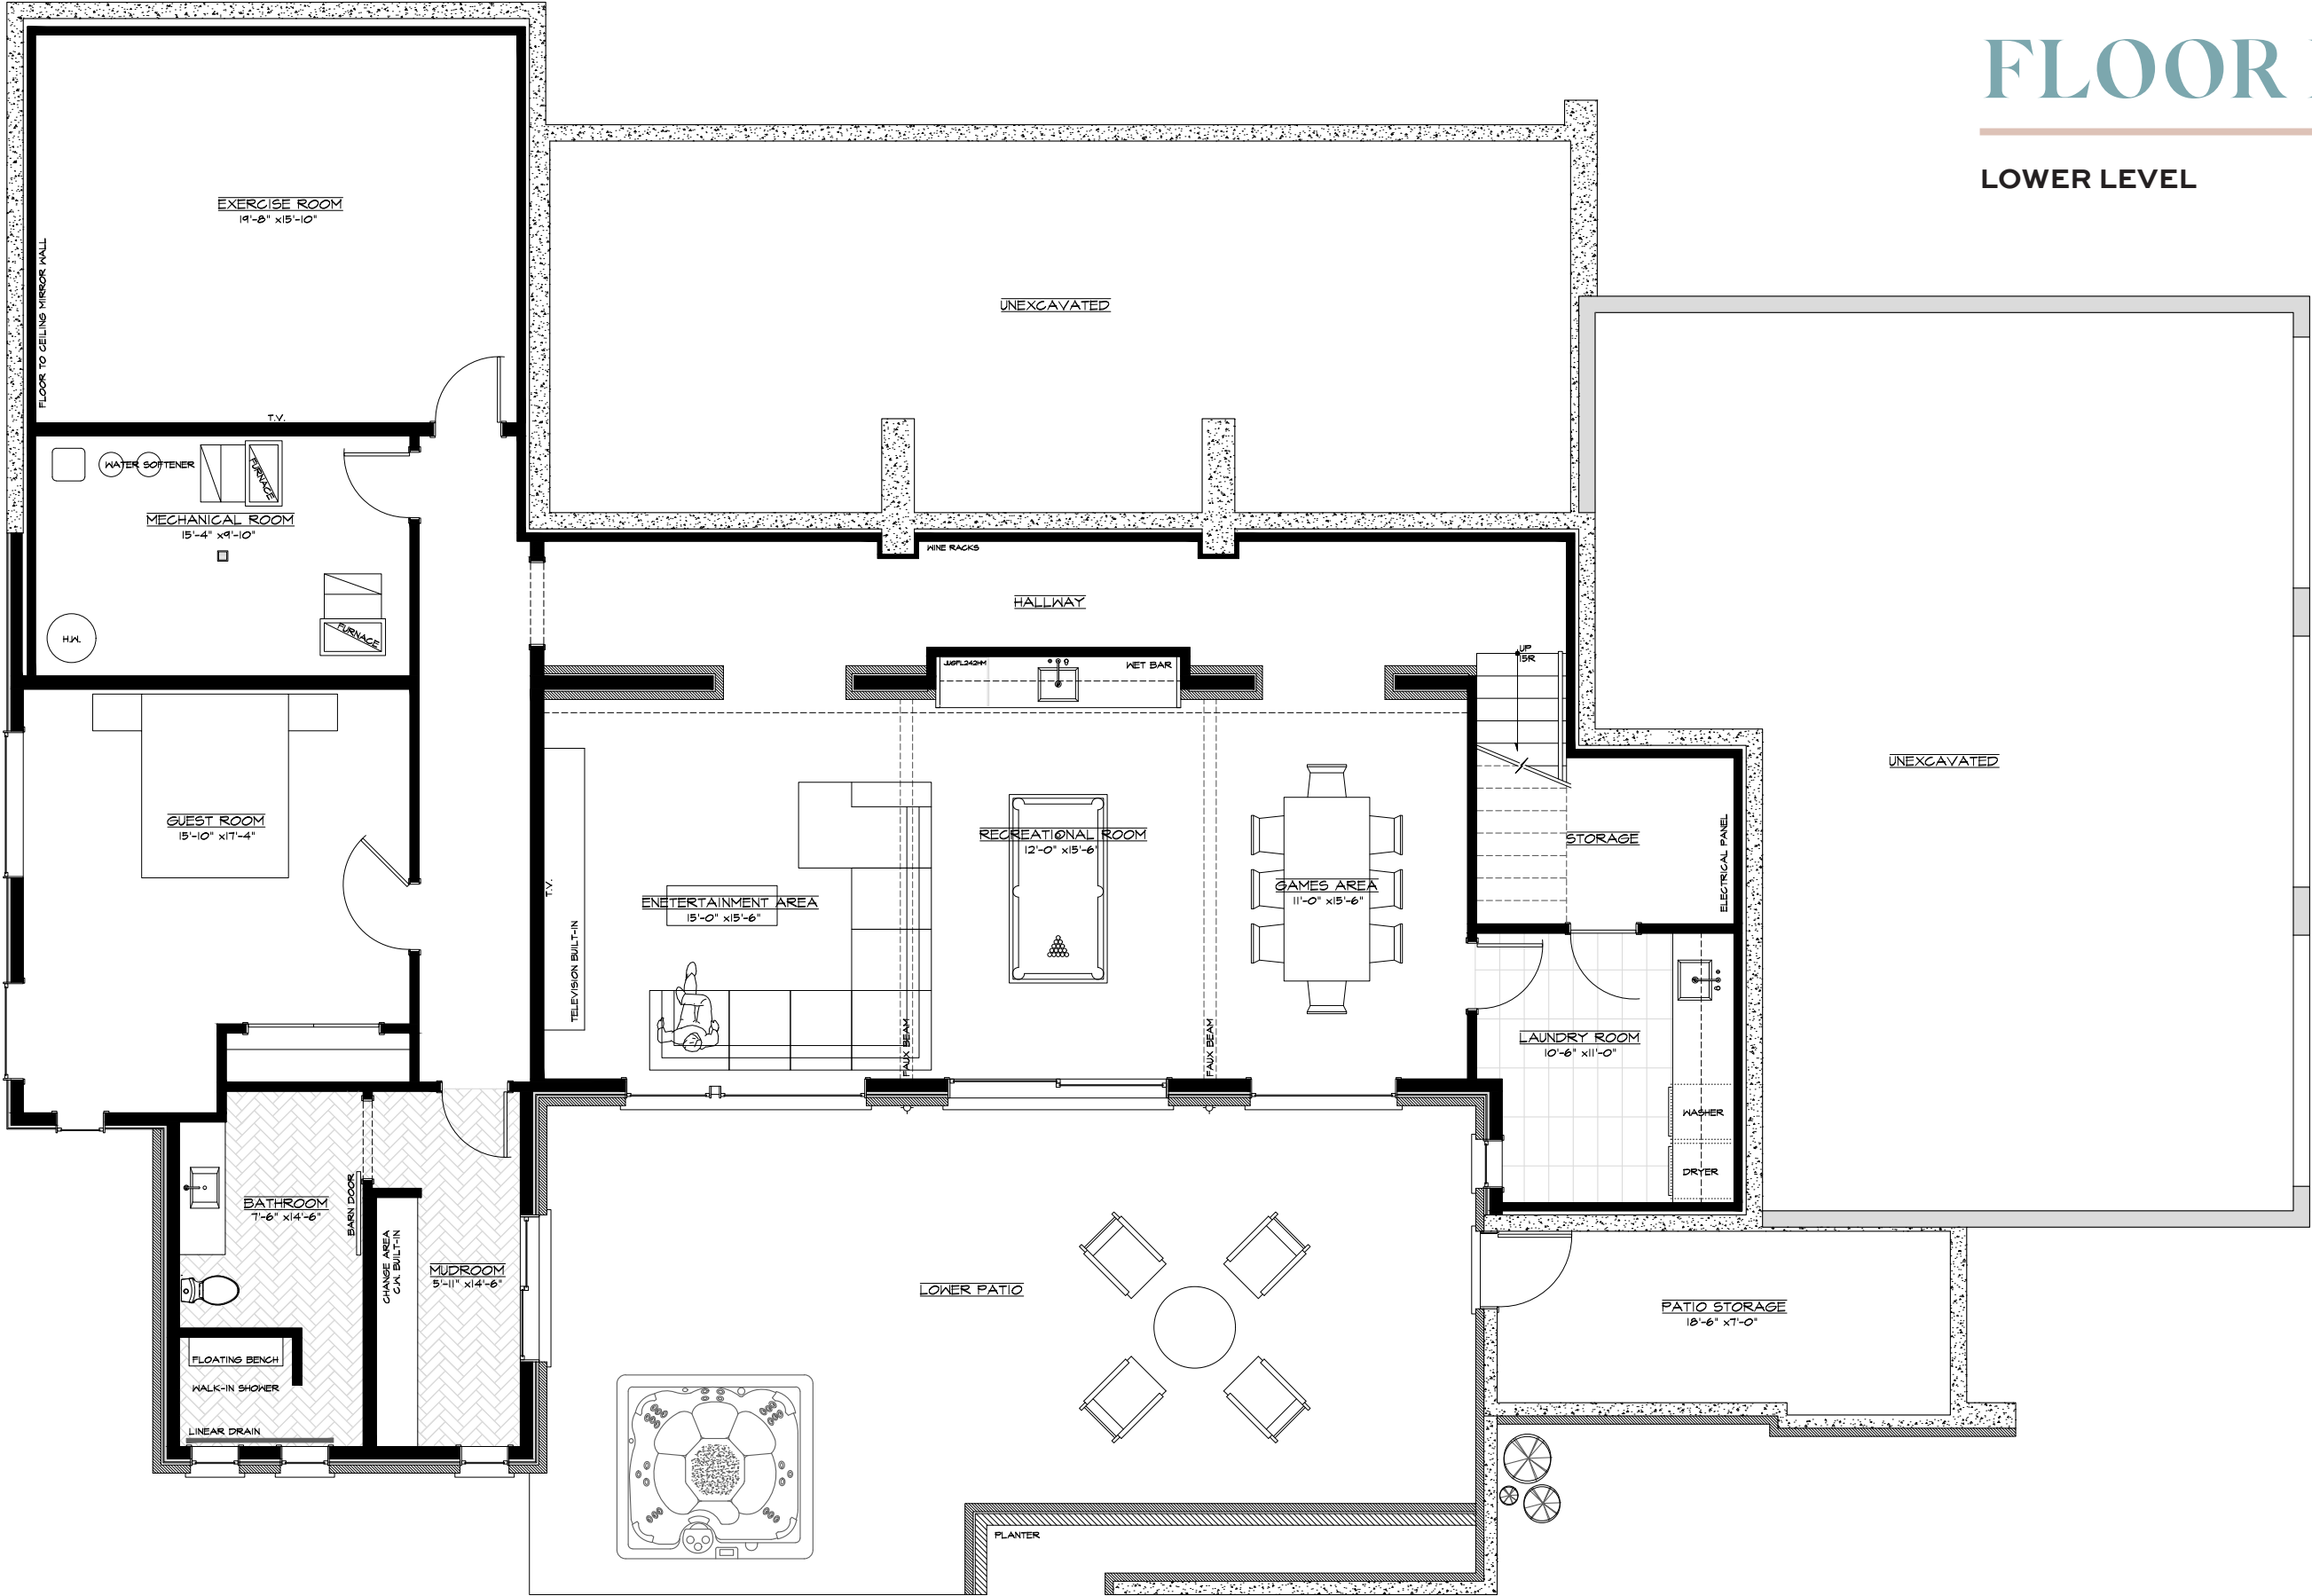 FLOOR
LOWER LEVEL
EXERCISE ROOM
19'-8" x15'-10"
FLOOR TO CEILING MIRROR WALL
T.V.
UNEXCAVATED
WATER SOFTENER
FURNACE
MECHANICAL ROOM
15'-4" x9'-10"
H.W.
FURNACE
WINE RACKS
HALLWAY
JUGFL242HM
WET BAR
UP
15R
UNEXCAVATED
GUEST ROOM
15'-10" x17'-4"
RECREATIONAL ROOM
12'-0" x15'-6"
STORAGE
ELECTRICAL PANEL
T.V.
ENETERTAINMENT AREA
15'-0" x15'-6"
GAMES AREA
11'-0" x15'-6"
TELEVISION BUILT-IN
FAUX BEAM
FAUX BEAM
LAUNDRY ROOM
10'-6" x11'-0"
WASHER
DRYER
BATHROOM
7'-6" x14'-6"
BARN DOOR
CHANGE AREA
C.W. BUILT-IN
MUDROOM
5'-11" x14'-6"
LOWER PATIO
PATIO STORAGE
18'-6" x7'-0"
FLOATING BENCH
WALK-IN SHOWER
LINEAR DRAIN
PLANTER